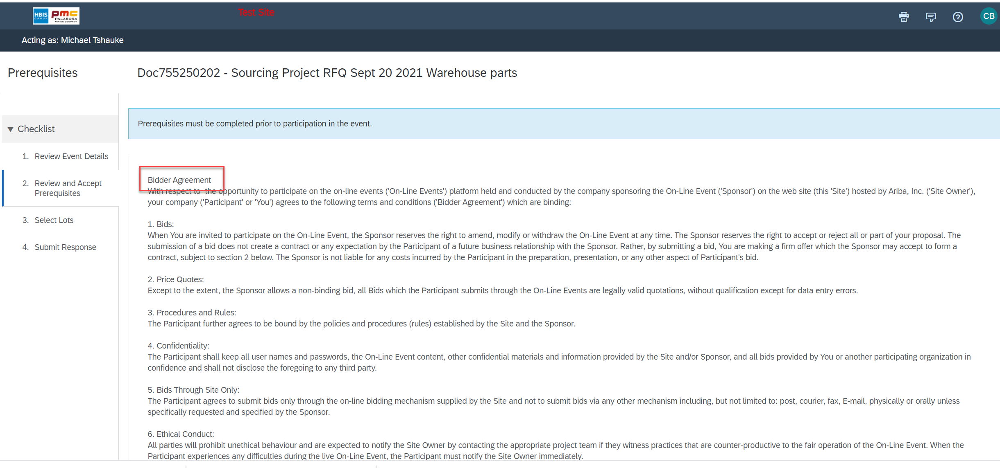 HBIS
GROUP
PMC
PALABORA
MINING COMPANY
Test Site
CB
Acting as: Michael Tshauke
Prerequisites
Doc755250202 - Sourcing Project RFQ Sept 20 2021 Warehouse parts
▼ Checklist
1. Review Event Details
2. Review and Accept
Prerequisites
3. Select Lots
4. Submit Response
Prerequisites must be completed prior to participation in the event.
Bidder Agreement
With respect to the opportunity to participate on the on-line events ('On-Line Events') platform held and conducted by the company sponsoring the On-Line Event ('Sponsor') on the web site (this 'Site') hosted by Ariba, Inc. ('Site Owner'),
your company ('Participant' or 'You') agrees to the following terms and conditions ('Bidder Agreement') which are binding:
1. Bids:
When You are invited to participate on the On-Line Event, the Sponsor reserves the right to amend, modify or withdraw the On-Line Event at any time. The Sponsor reserves the right to accept or reject all or part of your proposal. The
submission of a bid does not create a contract or any expectation by the Participant of a future business relationship with the Sponsor. Rather, by submitting a bid, You are making a firm offer which the Sponsor may accept to form a
contract, subject to section 2 below. The Sponsor is not liable for any costs incurred by the Participant in the preparation, presentation, or any other aspect of Participant's bid.
2. Price Quotes:
Except to the extent, the Sponsor allows a non-binding bid, all Bids which the Participant submits through the On-Line Events are legally valid quotations, without qualification except for data entry errors.
3. Procedures and Rules:
The Participant further agrees to be bound by the policies and procedures (rules) established by the Site and the Sponsor.
4. Confidentiality:
The Participant shall keep all user names and passwords, the On-Line Event content, other confidential materials and information provided by the Site and/or Sponsor, and all bids provided by You or another participating organization in
confidence and shall not disclose the foregoing to any third party.
5. Bids Through Site Only:
The Participant agrees to submit bids only through the on-line bidding mechanism supplied by the Site and not to submit bids via any other mechanism including, but not limited to: post, courier, fax, E-mail, physically or orally unless
specifically requested and specified by the Sponsor.
6. Ethical Conduct:
All parties will prohibit unethical behaviour and are expected to notify the Site Owner by contacting the appropriate project team if they witness practices that are counter-productive to the fair operation of the On-Line Event. When the
Participant experiences any difficulties during the live On-Line Event, the Participant must notify the Site Owner immediately.